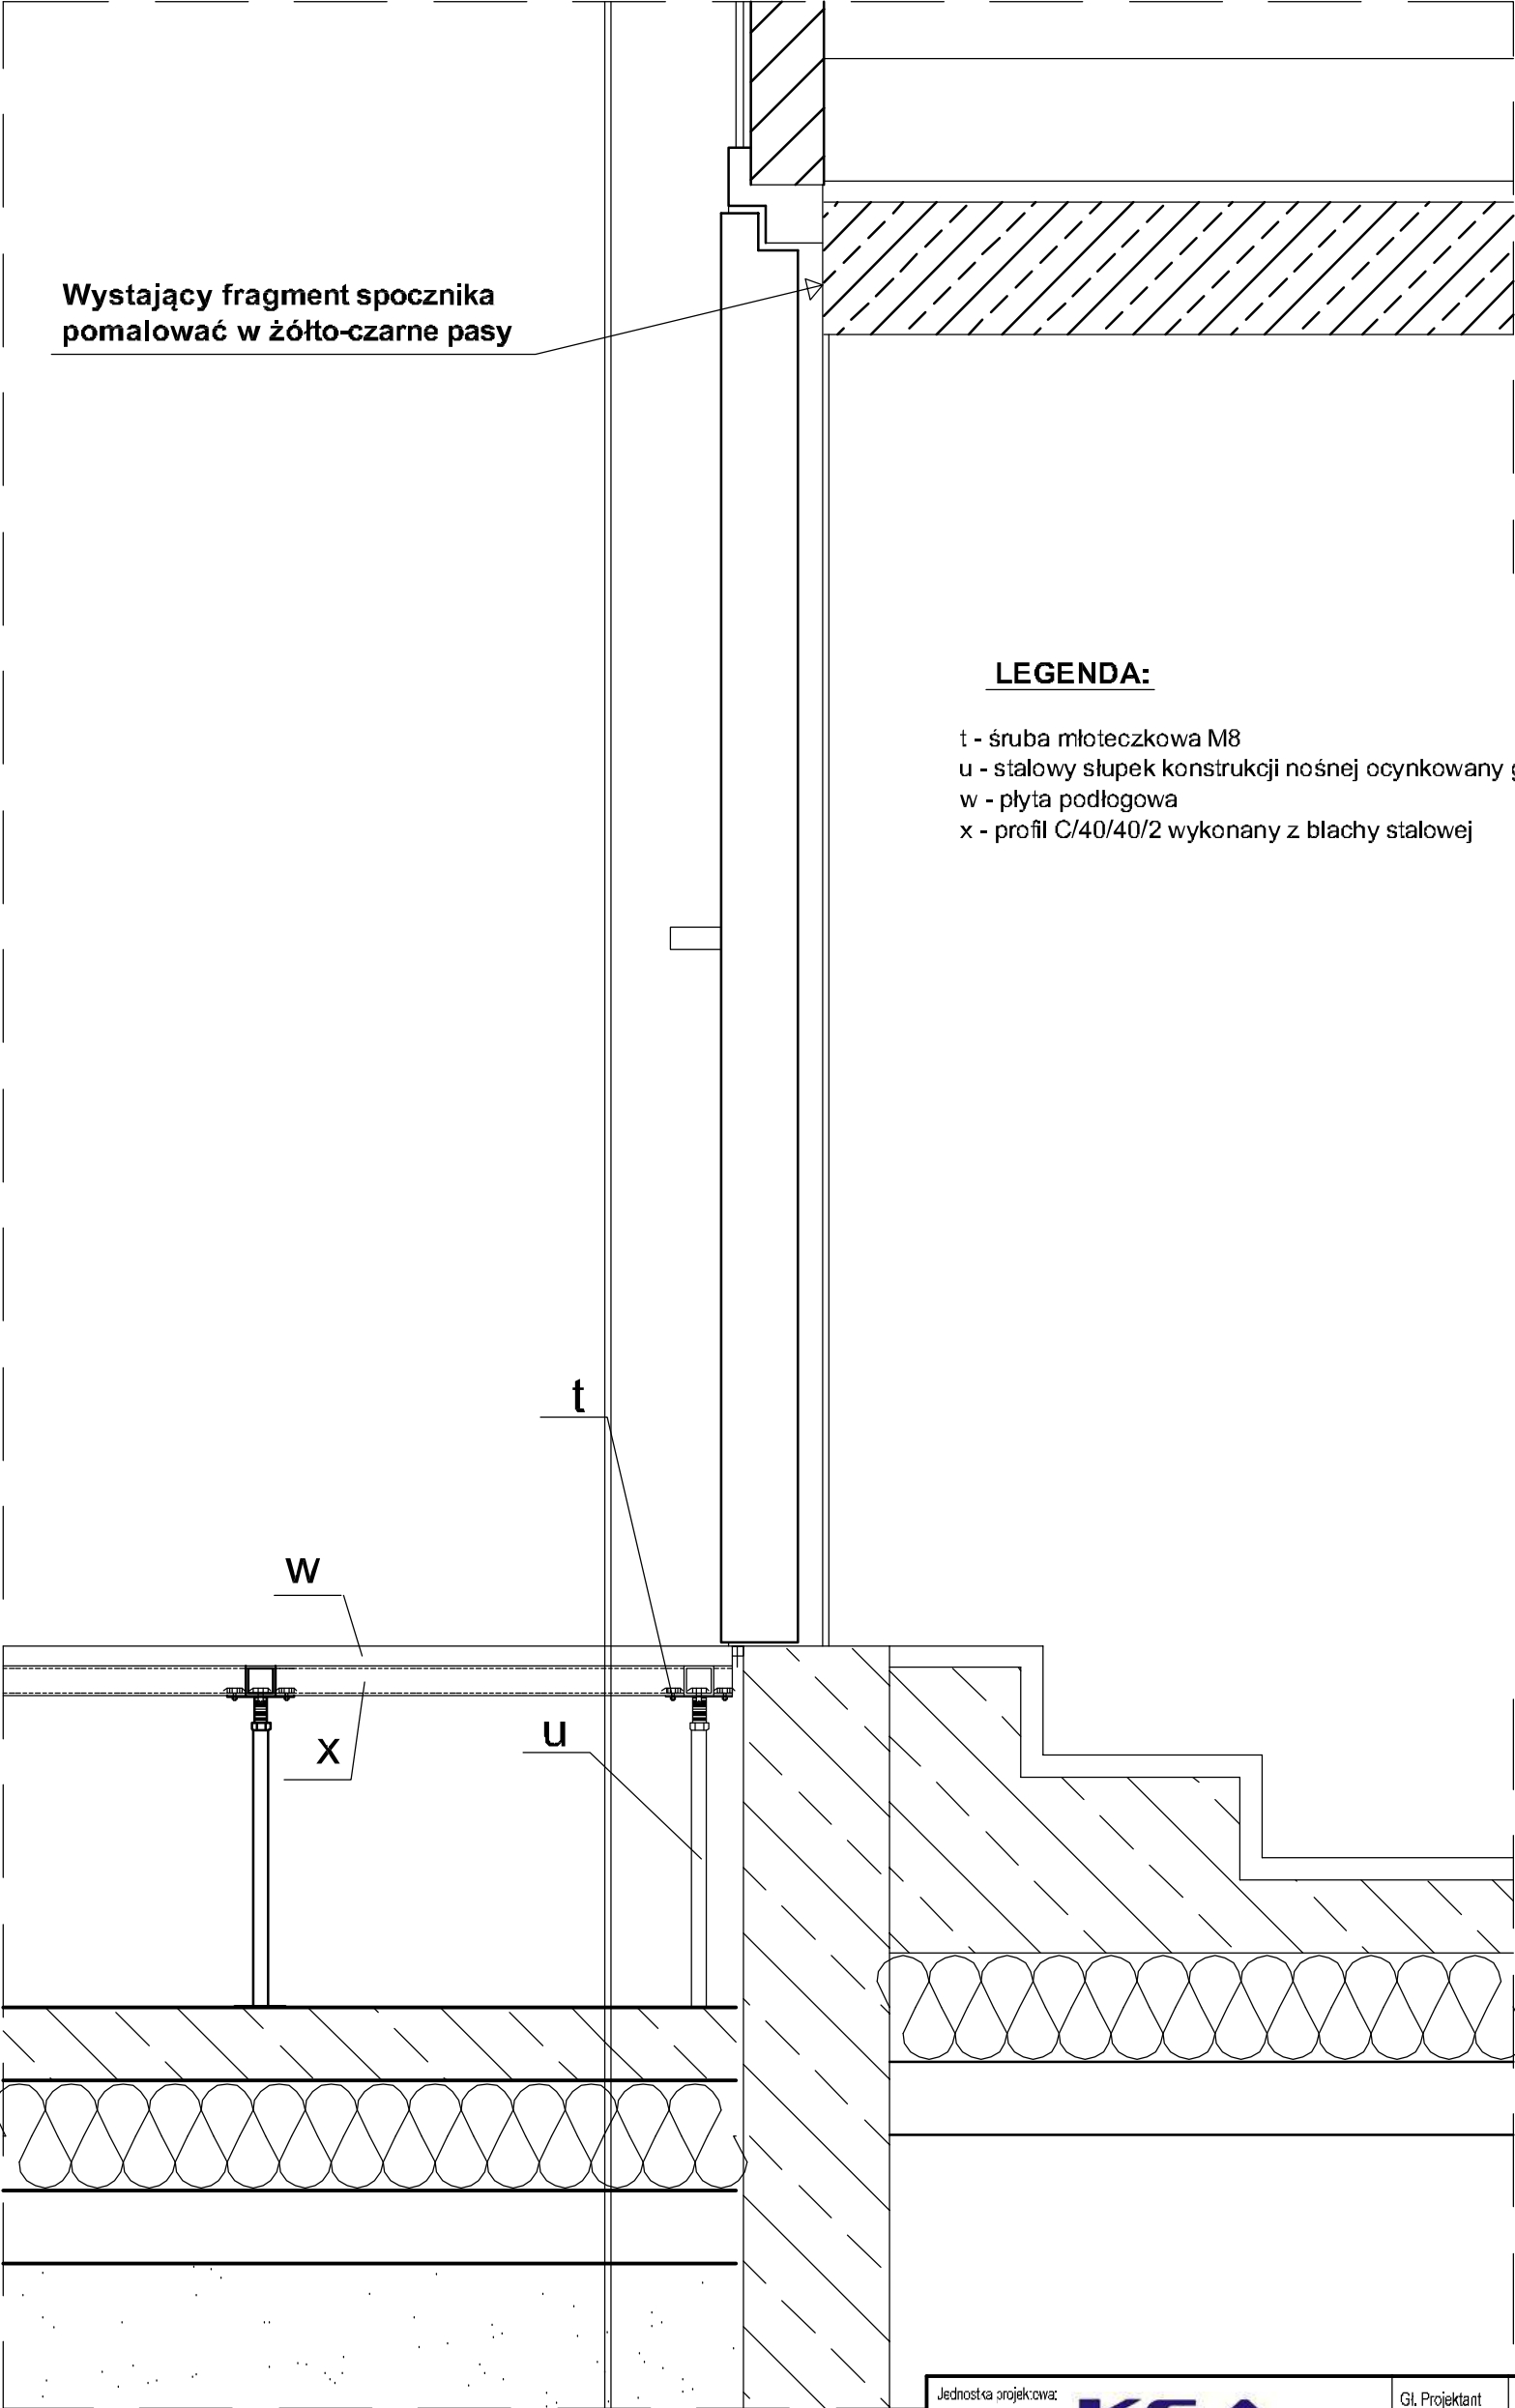 Wystający fragment spocznika
pomalować w żółto-czarne pasy
LEGENDA:
t - śruba młoteczkowa M8
u - stalowy słupek konstrukcji nośnej ocynkowany
w - płyta podłogowa
x - profil C/40/40/2 wykonany z blachy stalowej
t
w
x
u
Jednostka projektowa:
Gł. Projektant